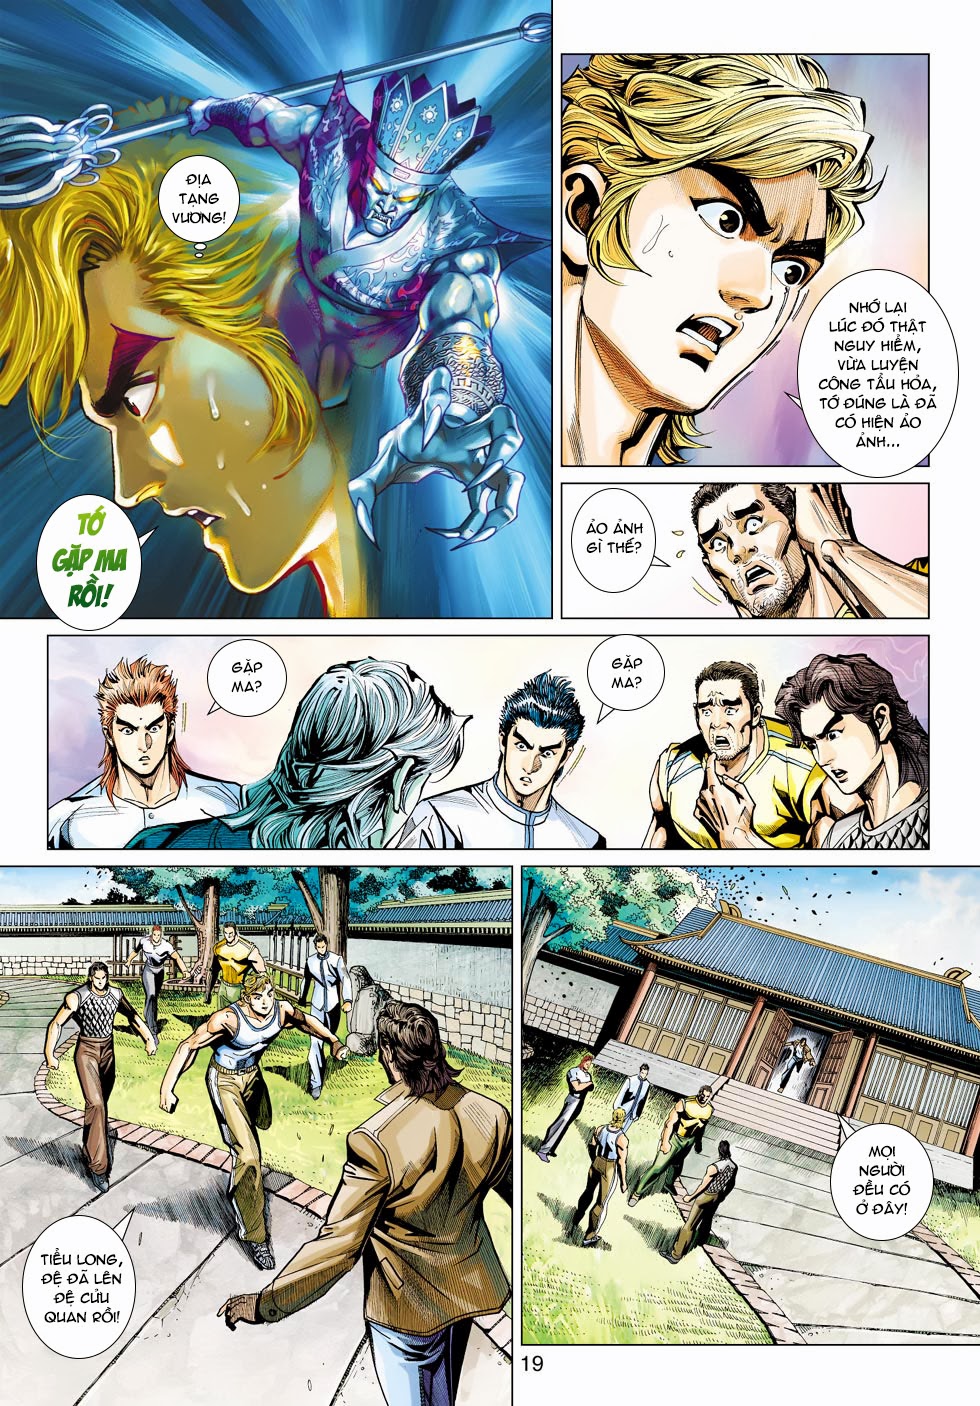 ĐỊA
TẠNG
VƯƠNG!
TỚ
GẶP MA
RỒI!
NHỚ LẠI
LÚC ĐÓ THẬT
NGUY HIỂM,
VỪA LUYỆN
CÔNG TẨU HỎA,
TỚ ĐÚNG LÀ ĐÃ
CÓ HIỆN ẢO
ẢNH...
ẢO ẢNH
GÌ THẾ?
GẶP
MA?
GẶP
MA?
TIỂU LONG,
ĐỆ ĐÃ LÊN
ĐỆ CỬU
QUAN RỒI!
MỌI
NGƯỜI
ĐỀU CÓ
Ở ĐÂY!
19